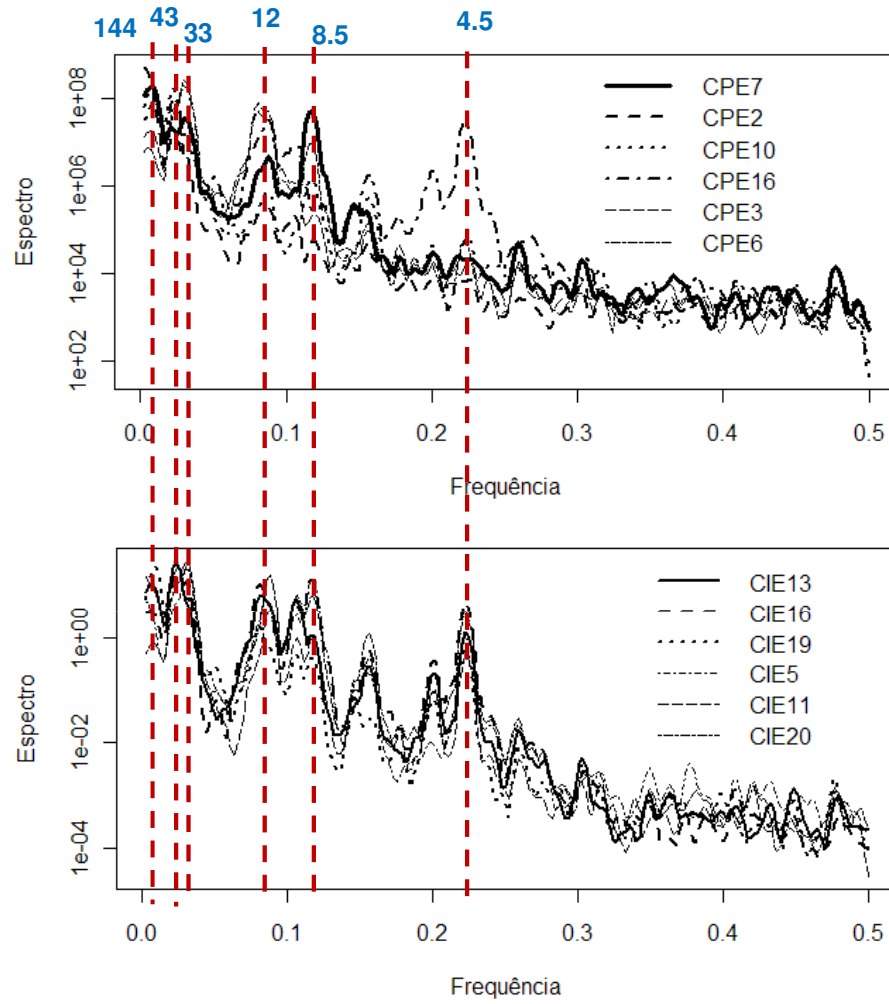 144 43 33 12 8.5 4.5
Espectro
1e+08
1e+06
1e+04
1e+02
CPE7
CPE2
CPE10
CPE16
CPE3
CPE6
0.0 0.1 0.2 0.3 0.4 0.5
Frequência
Espectro
1e+00
1e-02
1e-04
CIE13
CIE16
CIE19
CIE5
CIE11
CIE20
0.0 0.1 0.2 0.3 0.4 0.5
Frequência